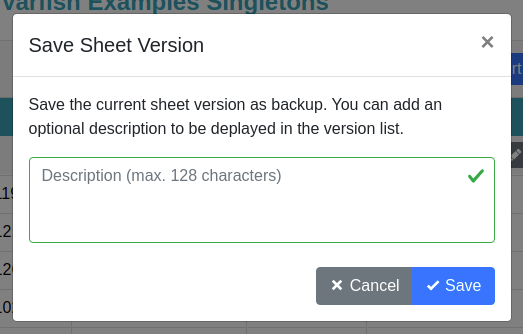 varfish Examples Singletons
Save Sheet Version
×
Save the current sheet version as backup. You can add an
optional description to be deplayed in the version list.
Description (max. 128 characters)
Cancel
Save